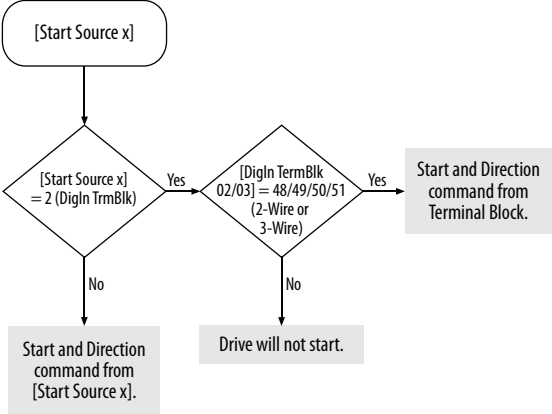 [Start Source x]
[Start Source x]
= 2 (DigIn TrmBlk)
Yes
[DigIn TermBlk
02/03] = 48/49/50/51
(2-Wire or
3-Wire)
Yes
Start and Direction
command from
Terminal Block.
No
No
Start and Direction
command from
[Start Source x].
Drive will not start.